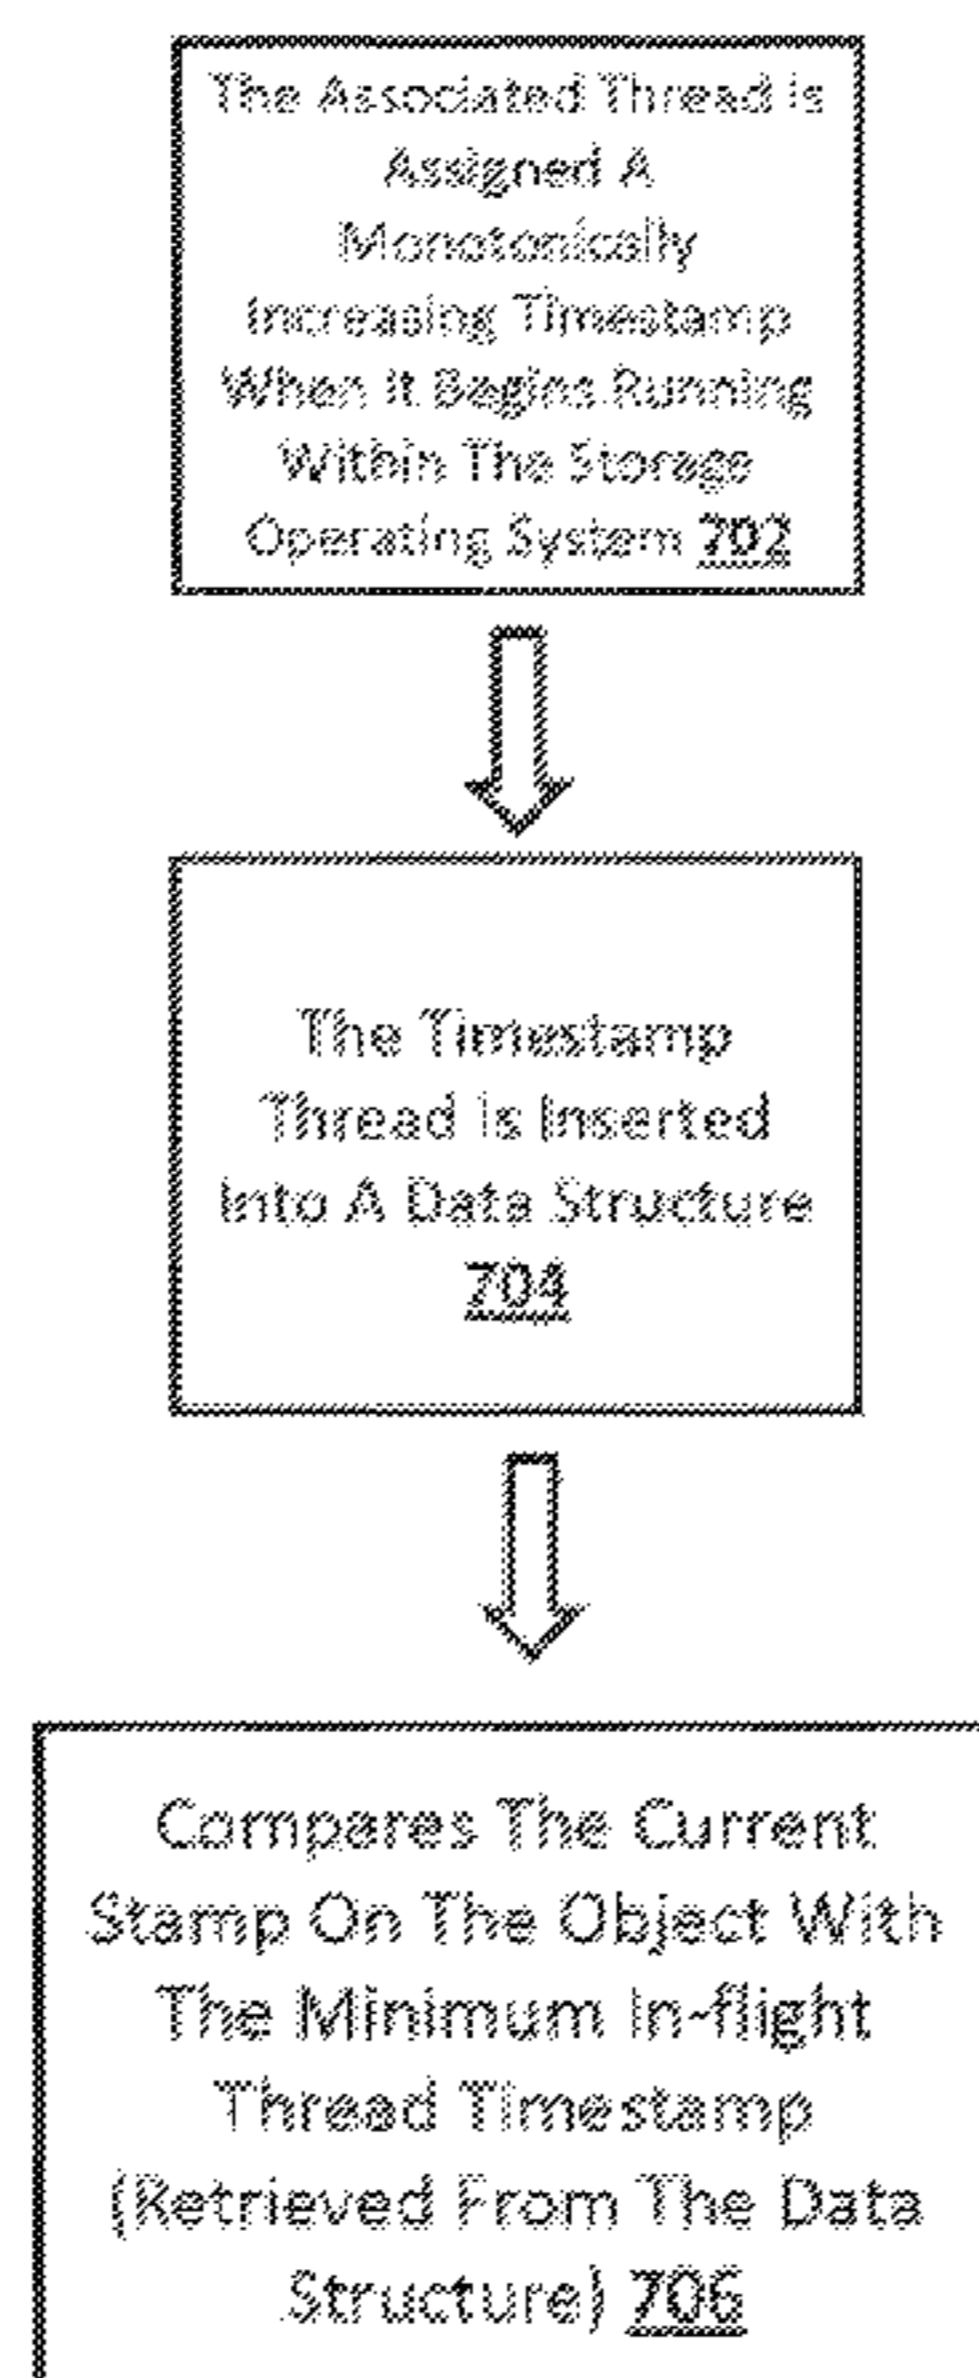 The Associated Thread is
Assigned A
Monotonically
Increasing Timestamp
When It Begins Running
Within The Storage
Operating System 702
The Timestamp
Thread is Inserted
Into A Data Structure
704
Compares The Current
Stamp On The Object With
The Minimum In-flight
Thread Timestamp
(Retrieved From The Data
Structure) 706